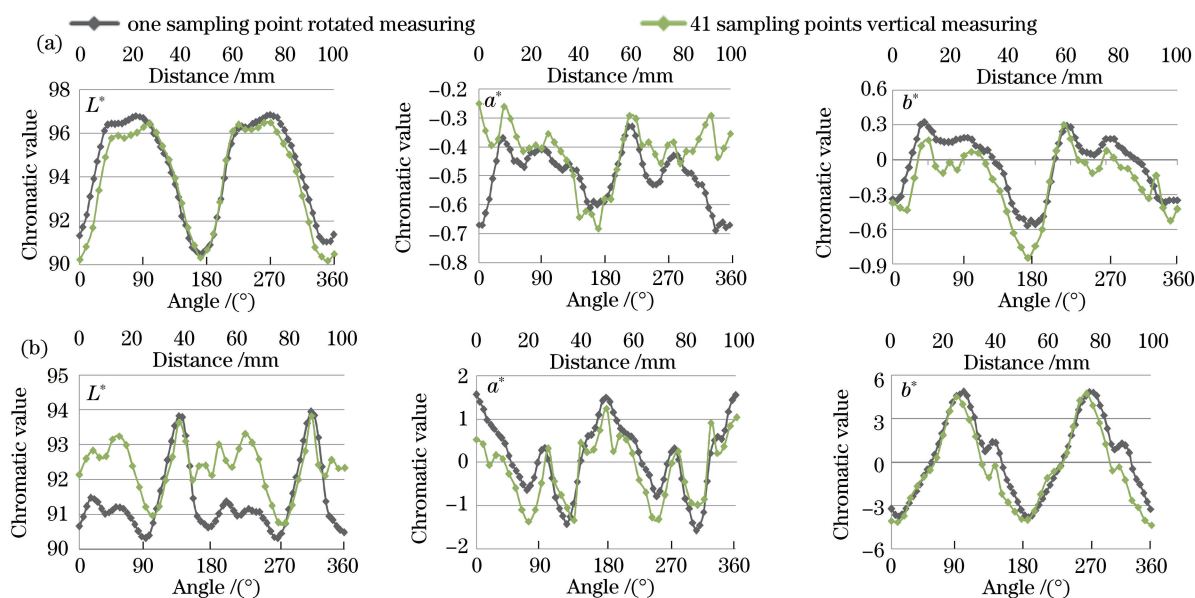 one sampling point rotated measuring 41 sampling points vertical measuring
(a)
0 20 40 60 80 100
Distance /mm
98
96
94
92
90
Chromatic value
L*
0 90 180 270 360
Angle /(°)
0 20 40 60 80 100
Distance /mm
−0.2
−0.3
−0.4
−0.5
−0.6
−0.7
−0.8
Chromatic value
a*
0 90 180 270 360
Angle /(°)
0 20 40 60 80 100
Distance /mm
0.6
0.3
0
−0.3
−0.6
−0.9
Chromatic value
b*
0 90 180 270 360
Angle /(°)
(b)
0 20 40 60 80 100
Distance /mm
95
94
93
92
91
90
Chromatic value
L*
0 90 180 270 360
Angle /(°)
0 20 40 60 80 100
Distance /mm
2
1
0
−1
−2
Chromatic value
a*
0 90 180 270 360
Angle /(°)
0 25 50 75 100
Distance /mm
6
3
0
−3
−6
Chromatic value
b*
0 90 180 270 360
Angle /(°)